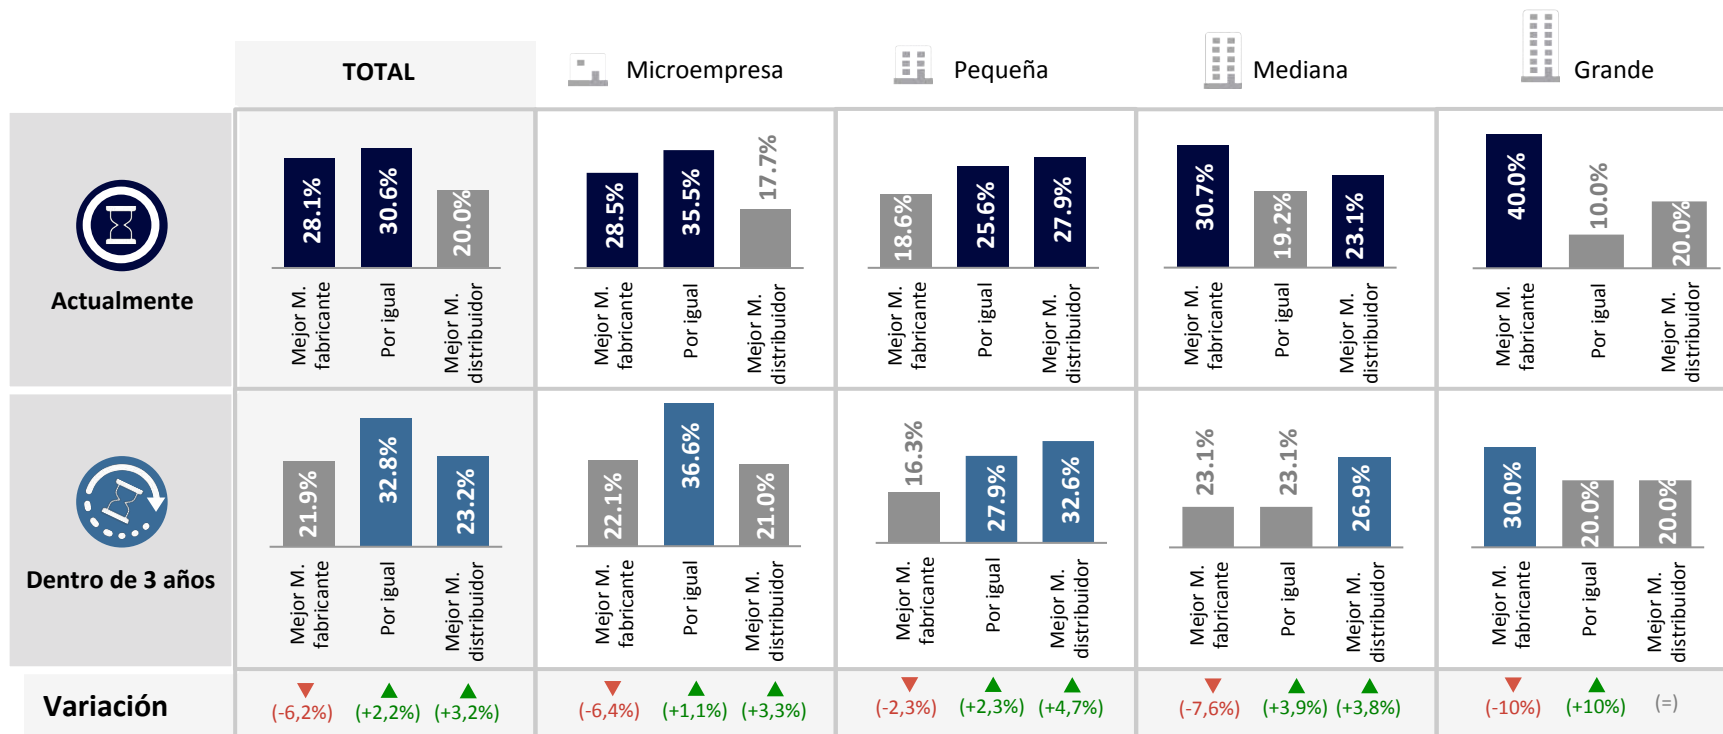 TOTAL
Microempresa
Pequeña
Mediana
Grande
Actualmente
28.1%
30.6%
20.0%
Mejor M.
fabricante
Por igual
Mejor M.
distribuidor
28.5%
35.5%
17.7%
Mejor M.
fabricante
Por igual
Mejor M.
distribuidor
18.6%
25.6%
27.9%
Mejor M.
fabricante
Por igual
Mejor M.
distribuidor
30.7%
19.2%
23.1%
Mejor M.
fabricante
Por igual
Mejor M.
distribuidor
40.0%
10.0%
20.0%
Mejor M.
fabricante
Por igual
Mejor M.
distribuidor
Dentro de 3 años
21.9%
32.8%
23.2%
Mejor M.
fabricante
Por igual
Mejor M.
distribuidor
22.1%
36.6%
21.0%
Mejor M.
fabricante
Por igual
Mejor M.
distribuidor
16.3%
27.9%
32.6%
Mejor M.
fabricante
Por igual
Mejor M.
distribuidor
23.1%
23.1%
26.9%
Mejor M.
fabricante
Por igual
Mejor M.
distribuidor
30.0%
20.0%
20.0%
Mejor M.
fabricante
Por igual
Mejor M.
distribuidor
Variación
(-6,2%)
(+2,2%)
(+3,2%)
(-6,4%)
(+1,1%)
(+3,3%)
(-2,3%)
(+2,3%)
(+4,7%)
(-7,6%)
(+3,9%)
(+3,8%)
(-10%)
(+10%)
(=)